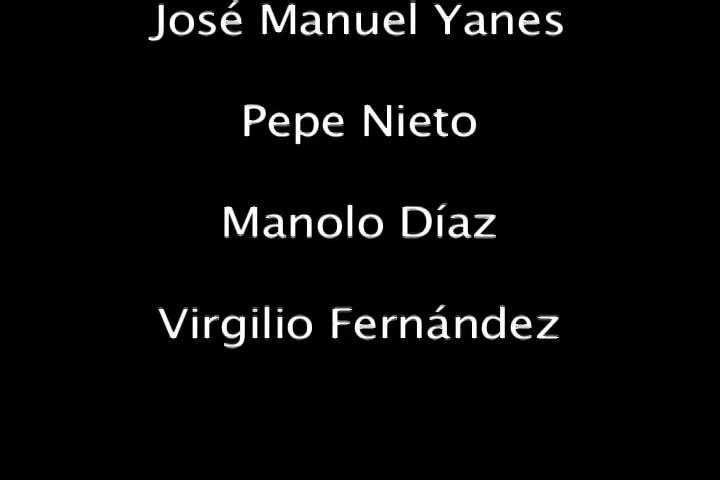 José Manuel Yanes
Pepe Nieto
Manolo Díaz
Virgilio Fernández